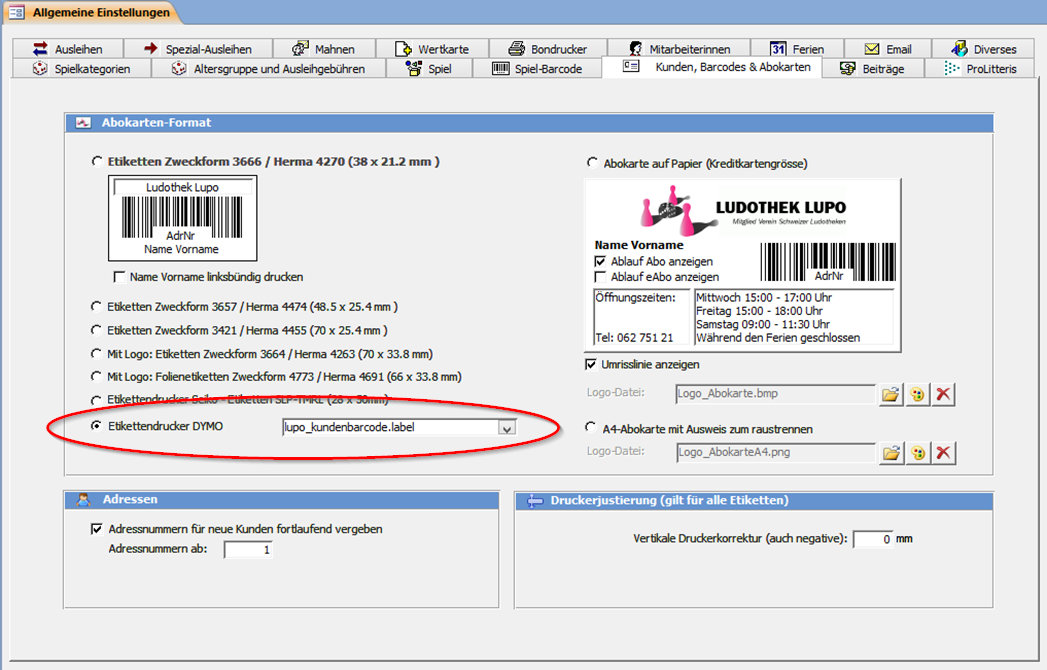 Allgemeine Einstellungen
Ausleihen
Spezial-Ausleihen
Mahnen
Wertkarte
Bondrucker
Mitarbeiterinnen
31 Ferien
Email
Diverses
Spielkategorien
Altersgruppe und Ausleihgebühren
Spiel
Spiel-Barcode
Kunden, Barcodes & Abokarten
Beiträge
ProLitteris
Abokarten-Format
Etiketten Zweckform 3666 / Herma 4270 (38 x 21.2 mm )
Ludothek Lupo
AdrNr
Name Vorname
Name Vorname linksbündig drucken
Etiketten Zweckform 3657 / Herma 4474 (48.5 x 25.4 mm )
Etiketten Zweckform 3421 / Herma 4455 (70 x 25.4 mm )
Mit Logo: Etiketten Zweckform 3664 / Herma 4263 (70 x 33.8 mm)
Mit Logo: Folienetiketten Zweckform 4773 / Herma 4691 (66 x 33.8 mm)
Etikettendrucker Seiko - Etiketten SLP-TMRL (28 x 50mm)
Etikettendrucker DYMO
lupo_kundenbarcode.label
Abokarte auf Papier (Kreditkartengrösse)
LUDOTHEK LUPO
Mitglied Verein Schweizer Ludotheken
Name Vorname
Ablauf Abo anzeigen
Ablauf eAbo anzeigen
AdrNr
Öffnungszeiten:
Tel: 062 751 21
Mittwoch 15:00 - 17:00 Uhr
Freitag 15:00 - 18:00 Uhr
Samstag 09:00 - 11:30 Uhr
Während den Ferien geschlossen
Umrisslinie anzeigen
Logo-Datei:
Logo_Abokarte.bmp
A4-Abokarte mit Ausweis zum raustrennen
Logo-Datei:
Logo_AbokarteA4.png
Adressen
Adressnummern für neue Kunden fortlaufend vergeben
Adressnummern ab: 1
Druckerjustierung (gilt für alle Etiketten)
Vertikale Druckerkorrektur (auch negative): 0 mm